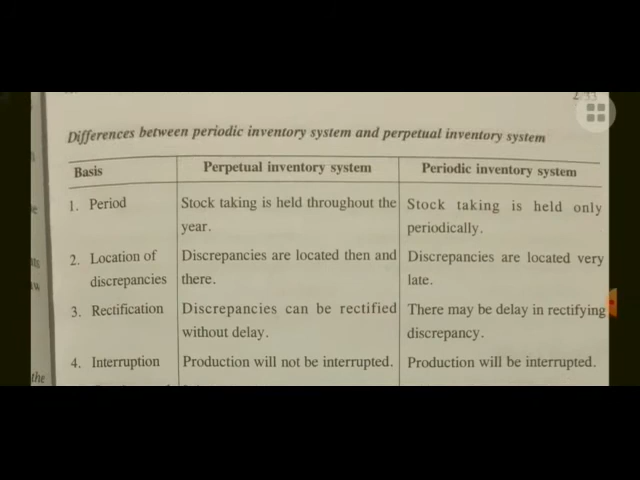 2.33
Differences between periodic inventory system and perpetual inventory system
Basis Perpetual inventory system Periodic inventory system
1. Period Stock taking is held throughout the Stock taking is held only
year. periodically.
2. Location of Discrepancies are located then and Discrepancies are located very
discrepancies there. late.
3. Rectification Discrepancies can be rectified There may be delay in rectifying
without delay. discrepancy.
4. Interruption Production will not be interrupted. Production will be interrupted.
the